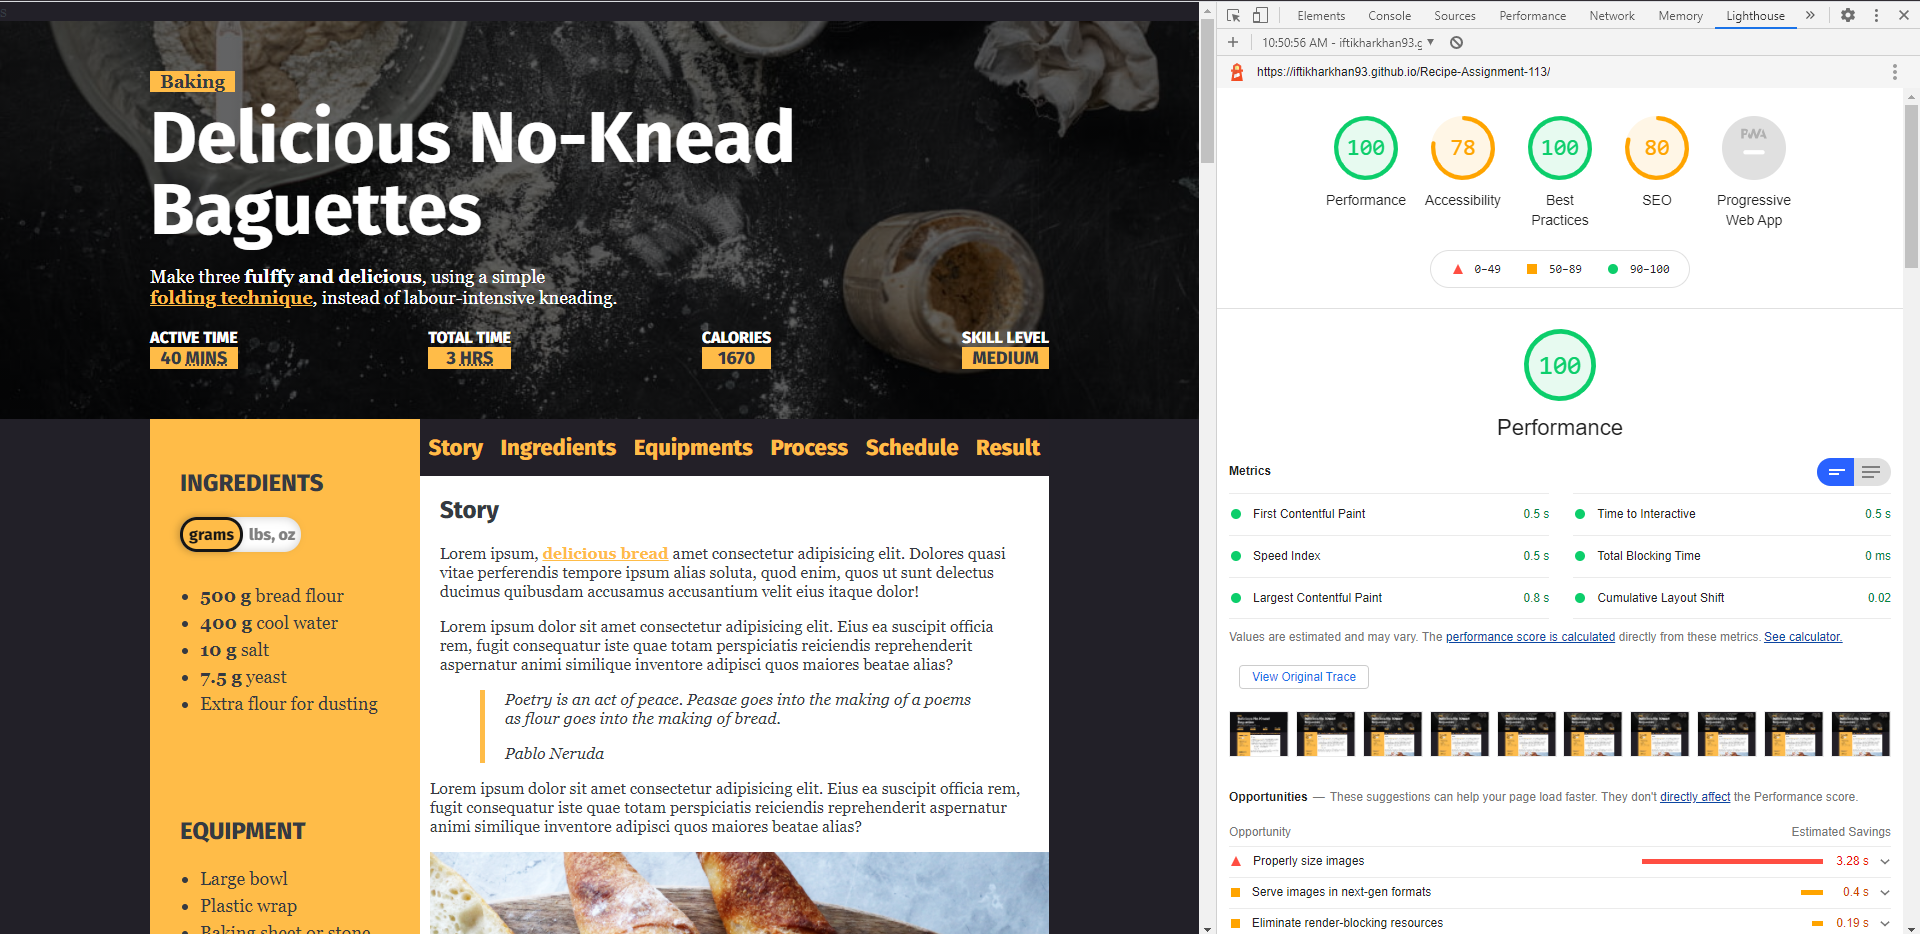 s
Baking
Delicious No-Knead
Baguettes
Make three fulffy and delicious, using a simple
folding technique, instead of labour-intensive kneading.
ACTIVE TIME
40 MINS
TOTAL TIME
3 HRS
CALORIES
1670
SKILL LEVEL
MEDIUM
INGREDIENTS
grams lbs, oz
500 g bread flour
400 g cool water
10 g salt
7.5 g yeast
Extra flour for dusting
EQUIPMENT
Large bowl
Plastic wrap
Baking sheet or stone
Story Ingredients Equipments Process Schedule Result
Story
Lorem ipsum, delicious bread amet consectetur adipisicing elit. Dolores quasi
vitae perferendis tempore ipsum alias soluta, quod enim, quos ut sunt delectus
ducimus quibusdam accusamus accusantium velit eius itaque dolor!
Lorem ipsum dolor sit amet consectetur adipisicing elit. Eius ea suscipit officia
rem, fugit consequatur iste quae totam perspiciatis reiciendis reprehenderit
aspernatur animi similique inventore adipisci quos maiores beatae alias?
Poetry is an act of peace. Peasae goes into the making of a poems
as flour goes into the making of bread.
Pablo Neruda
Lorem ipsum dolor sit amet consectetur adipisicing elit. Eius ea suscipit officia rem,
fugit consequatur iste quae totam perspiciatis reiciendis reprehenderit aspernatur
animi similique inventore adipisci quos maiores beatae alias?
Elements Console Sources Performance Network Memory Lighthouse
10:50:56 AM - iftikharkhan93.g
https://iftikharkhan93.github.io/Recipe-Assignment-113/
100
Performance
78
Accessibility
100
Best
Practices
80
SEO
PWA
Progressive
Web App
0–49 50–89 90–100
100
Performance
Metrics
First Contentful Paint 0.5 s
Time to Interactive 0.5 s
Speed Index 0.5 s
Total Blocking Time 0 ms
Largest Contentful Paint 0.8 s
Cumulative Layout Shift 0.02
Values are estimated and may vary. The performance score is calculated directly from these metrics. See calculator.
View Original Trace
Opportunities — These suggestions can help your page load faster. They don't directly affect the Performance score.
Opportunity Estimated Savings
Properly size images 3.28 s
Serve images in next-gen formats 0.4 s
Eliminate render-blocking resources 0.19 s